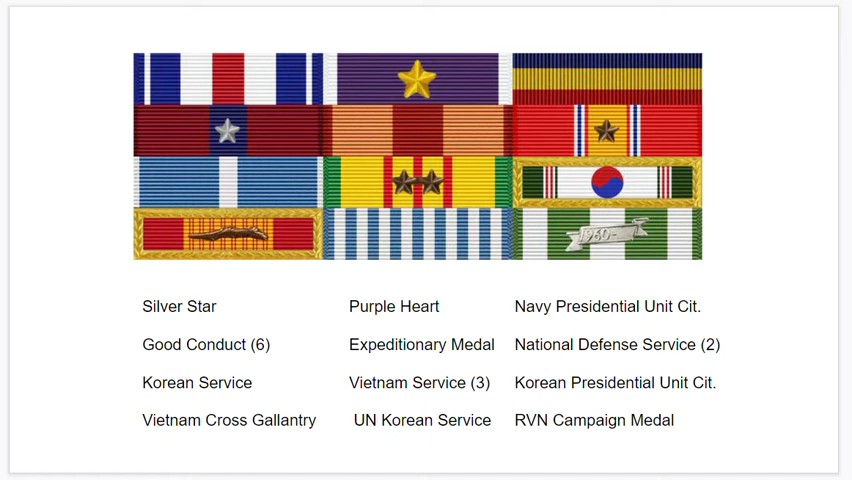 1960-
Silver Star Purple Heart Navy Presidential Unit Cit.
Good Conduct (6) Expeditionary Medal National Defense Service (2)
Korean Service Vietnam Service (3) Korean Presidential Unit Cit.
Vietnam Cross Gallantry UN Korean Service RVN Campaign Medal